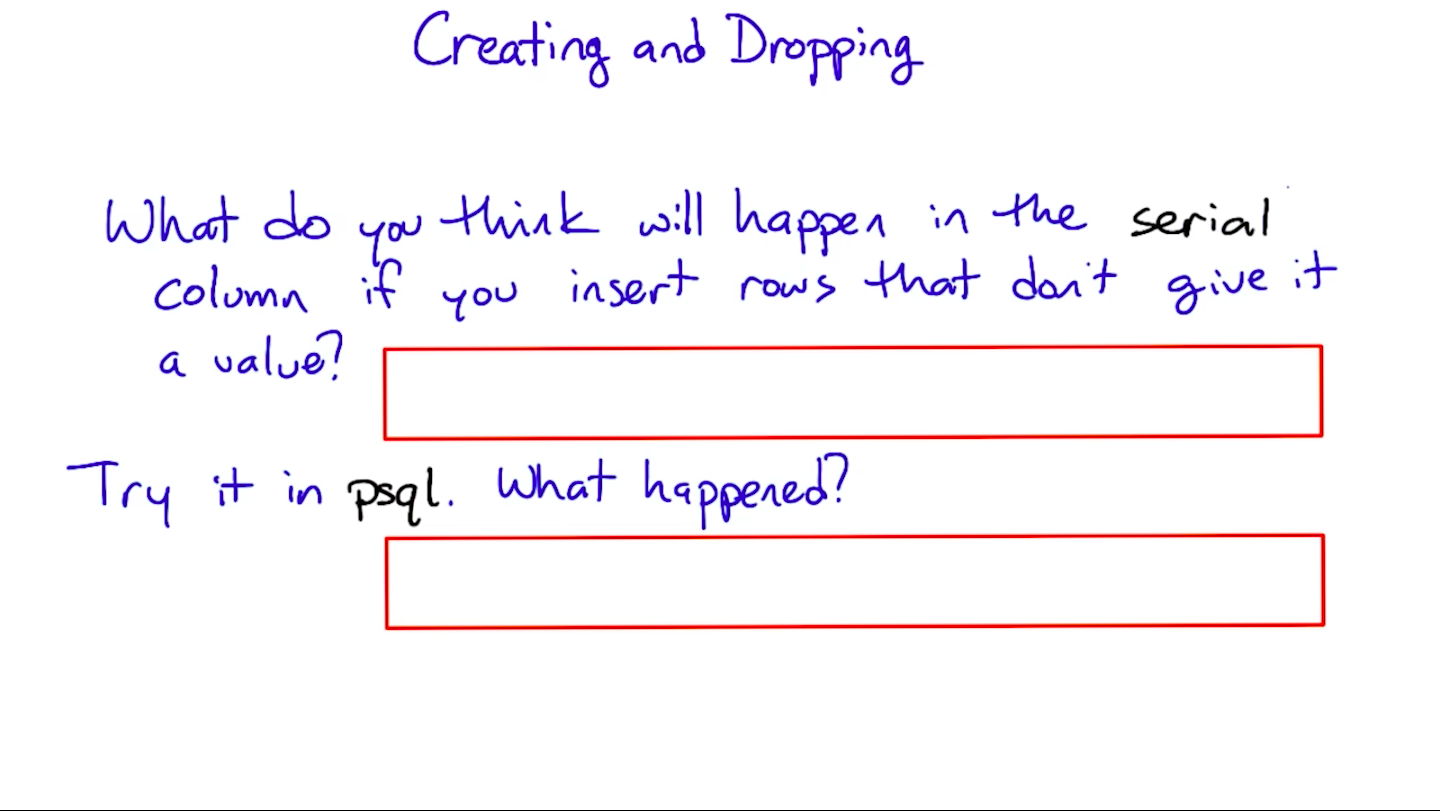 Creating and Dropping
What do you think will happen in the serial
column if you insert rows that don't give it
a value?
Try it in psql. What happened?